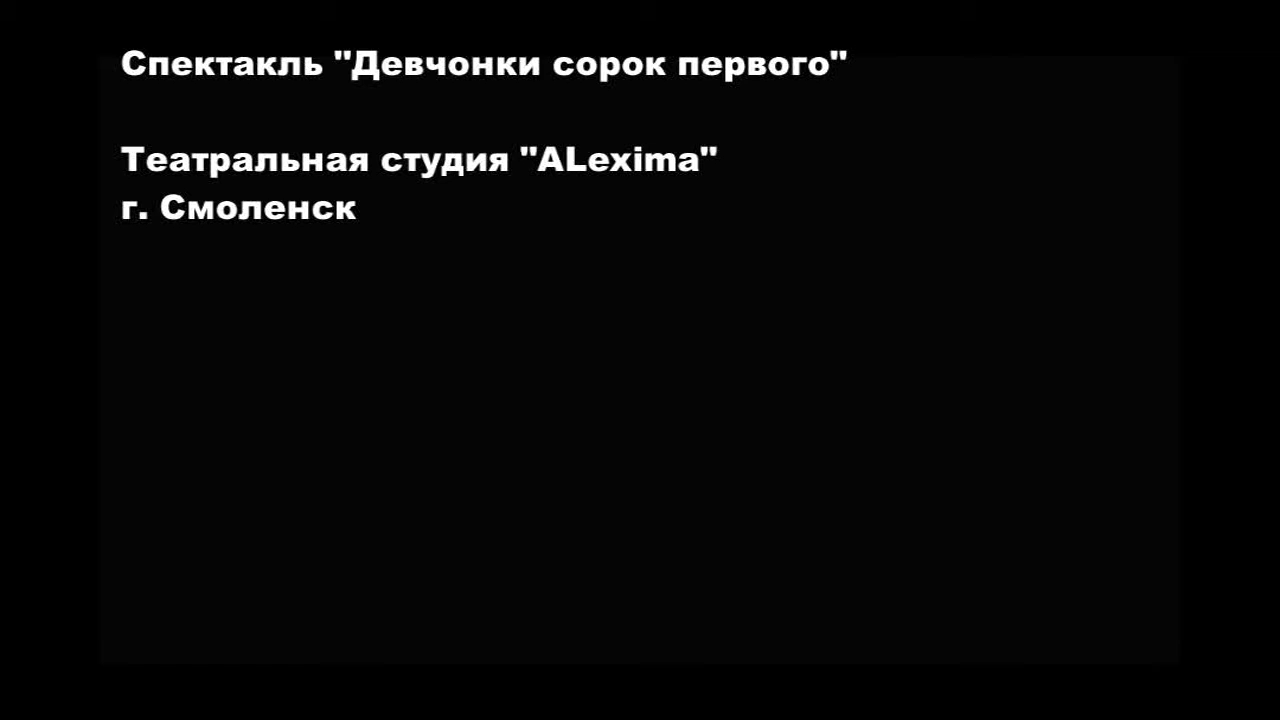 Спектакль "Девчонки сорок первого"
Театральная студия "ALexima"
г. Смоленск